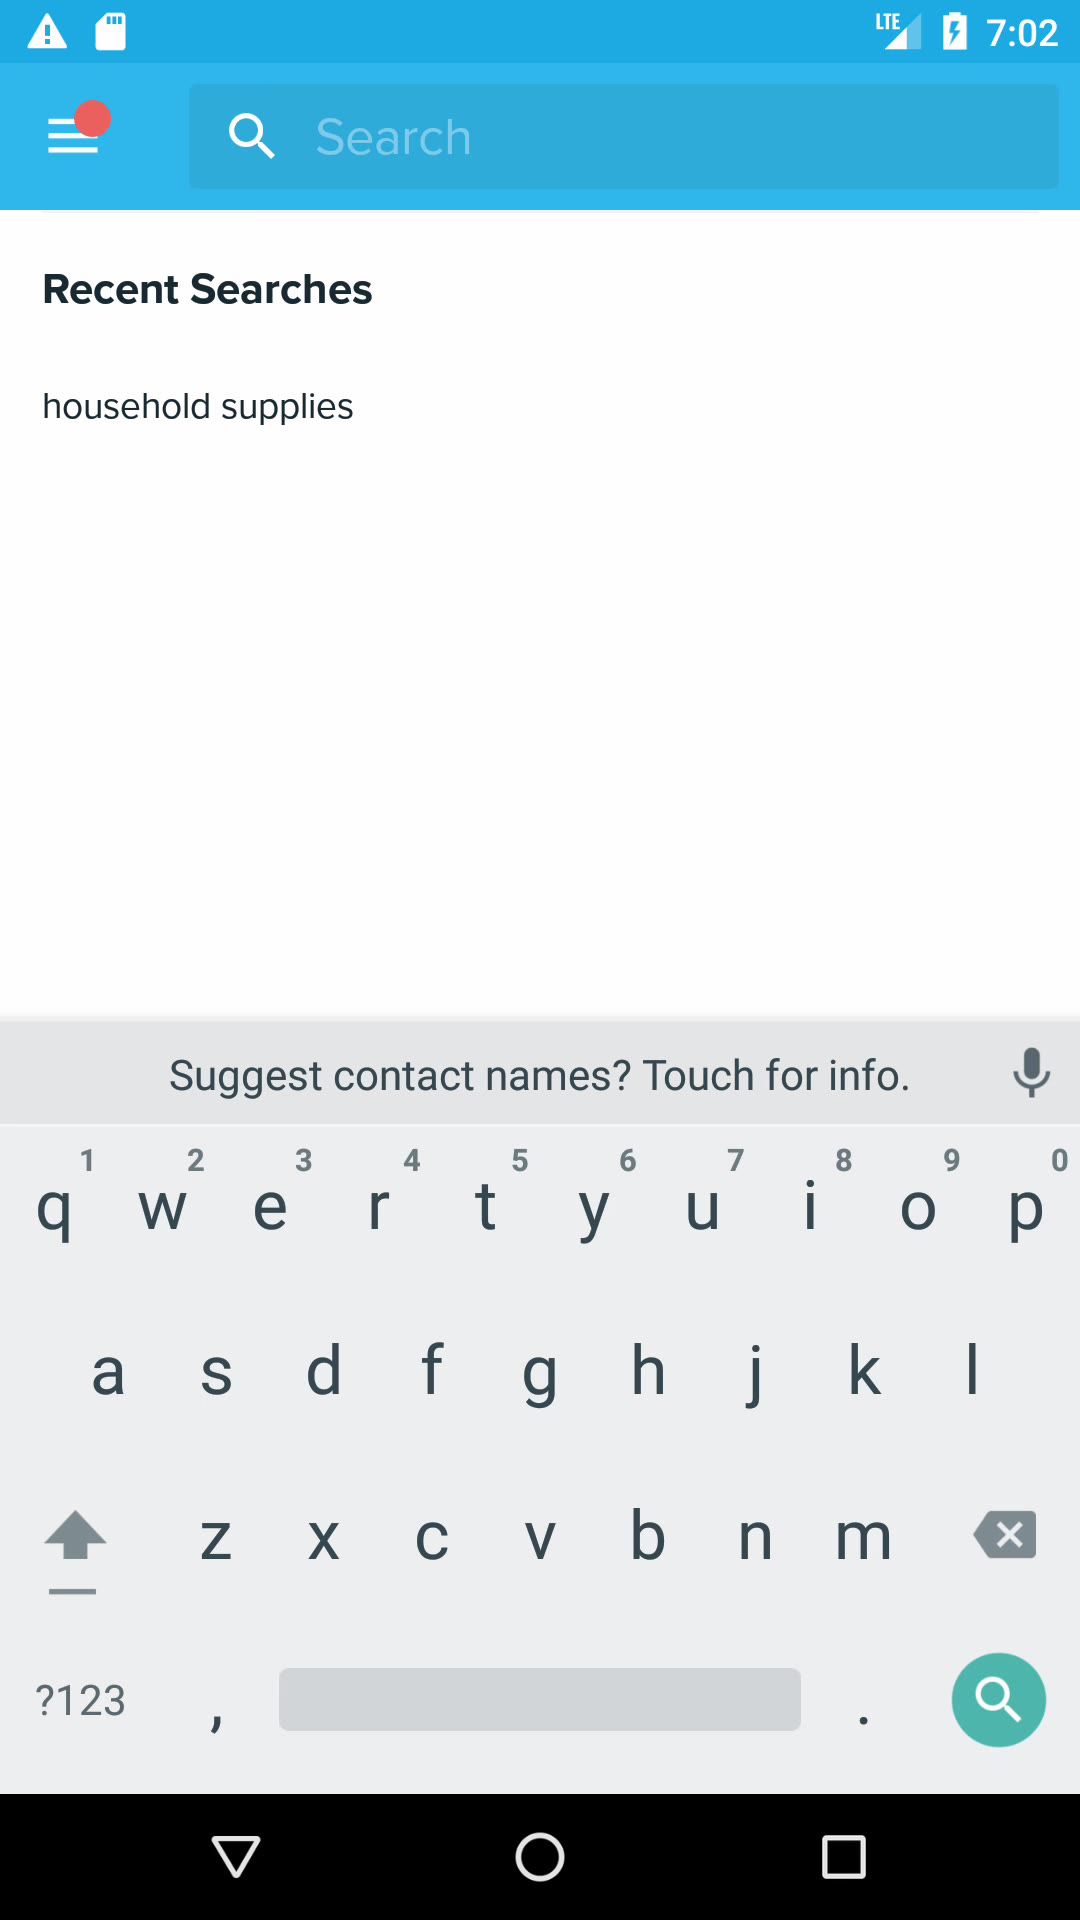 LTE 7:02
Search
Recent Searches
household supplies
Suggest contact names? Touch for info.
1 2 3 4 5 6 7 8 9 0
q w e r t y u i o p
a s d f g h j k l
z x c v b n m
?123 , .